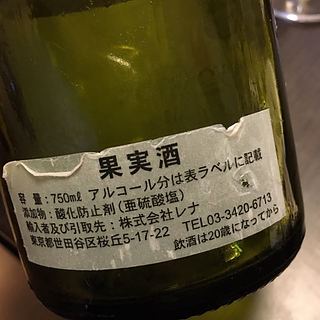 果実酒
容量:750mℓ アルコール分は表ラベルに記載
添加物:酸化防止剤(亜硫酸塩)
輸入者及び引取先:株式会社レナ
東京都世田谷区桜丘5-17-22 TEL03-3420-6713
飲酒は20歳になってから